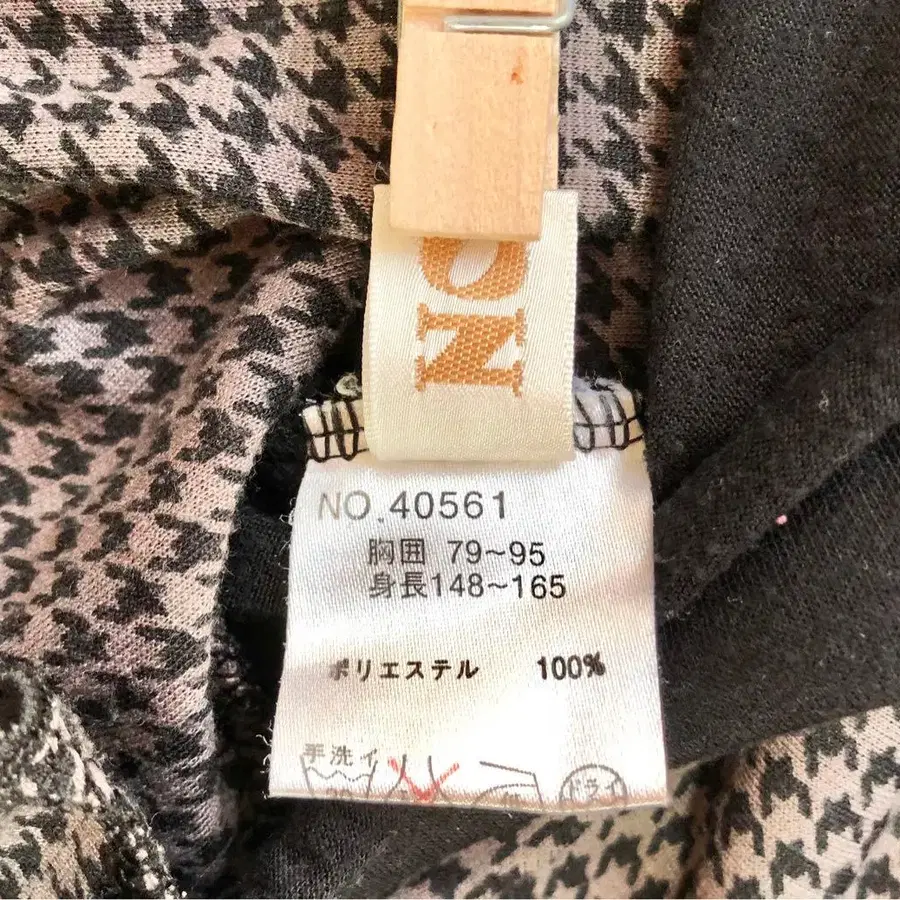 ON
NO.40561
胸囲 79~95
身長148~165
ポリエステル 100%
手洗イ
ドライ